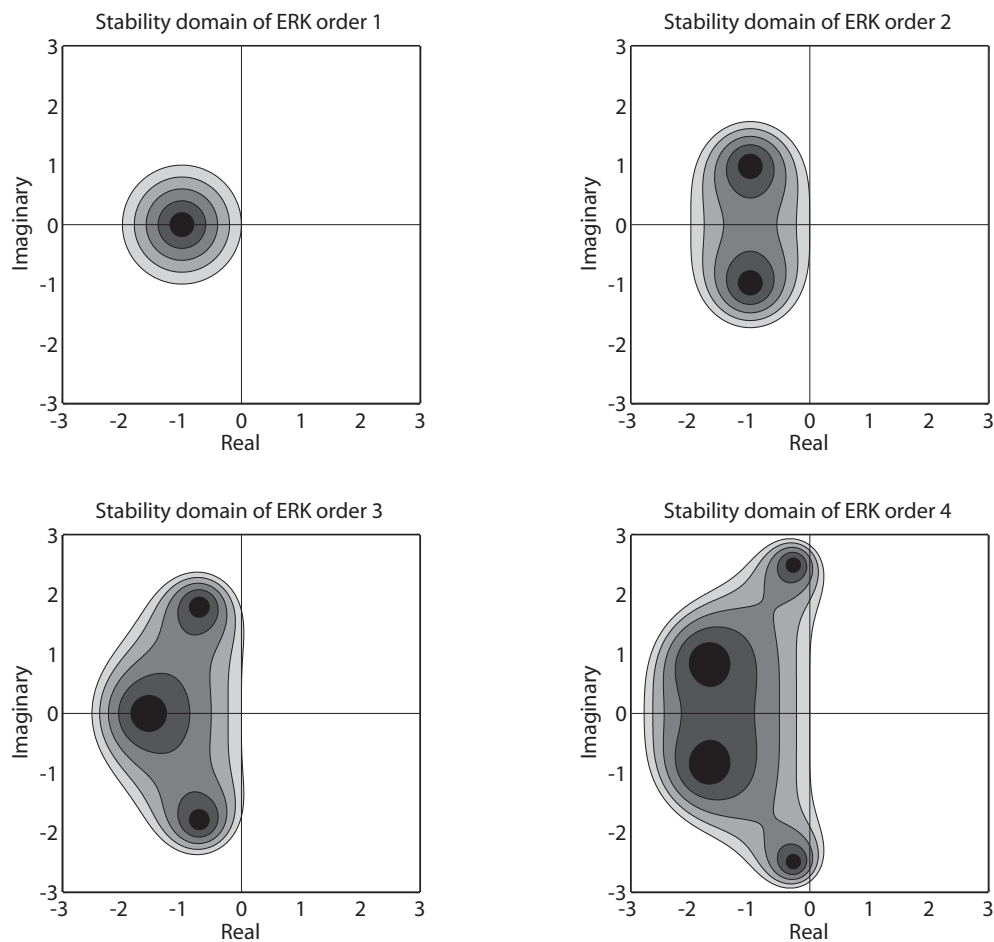 Stability domain of ERK order 1
3
2
1
0
-1
-2
-3
Imaginary
-3 -2 -1 0 1 2 3
Real
Stability domain of ERK order 2
3
2
1
0
-1
-2
-3
Imaginary
-3 -2 -1 0 1 2 3
Real
Stability domain of ERK order 3
3
2
1
0
-1
-2
-3
Imaginary
-3 -2 -1 0 1 2 3
Real
Stability domain of ERK order 4
3
2
1
0
-1
-2
-3
Imaginary
-3 -2 -1 0 1 2 3
Real